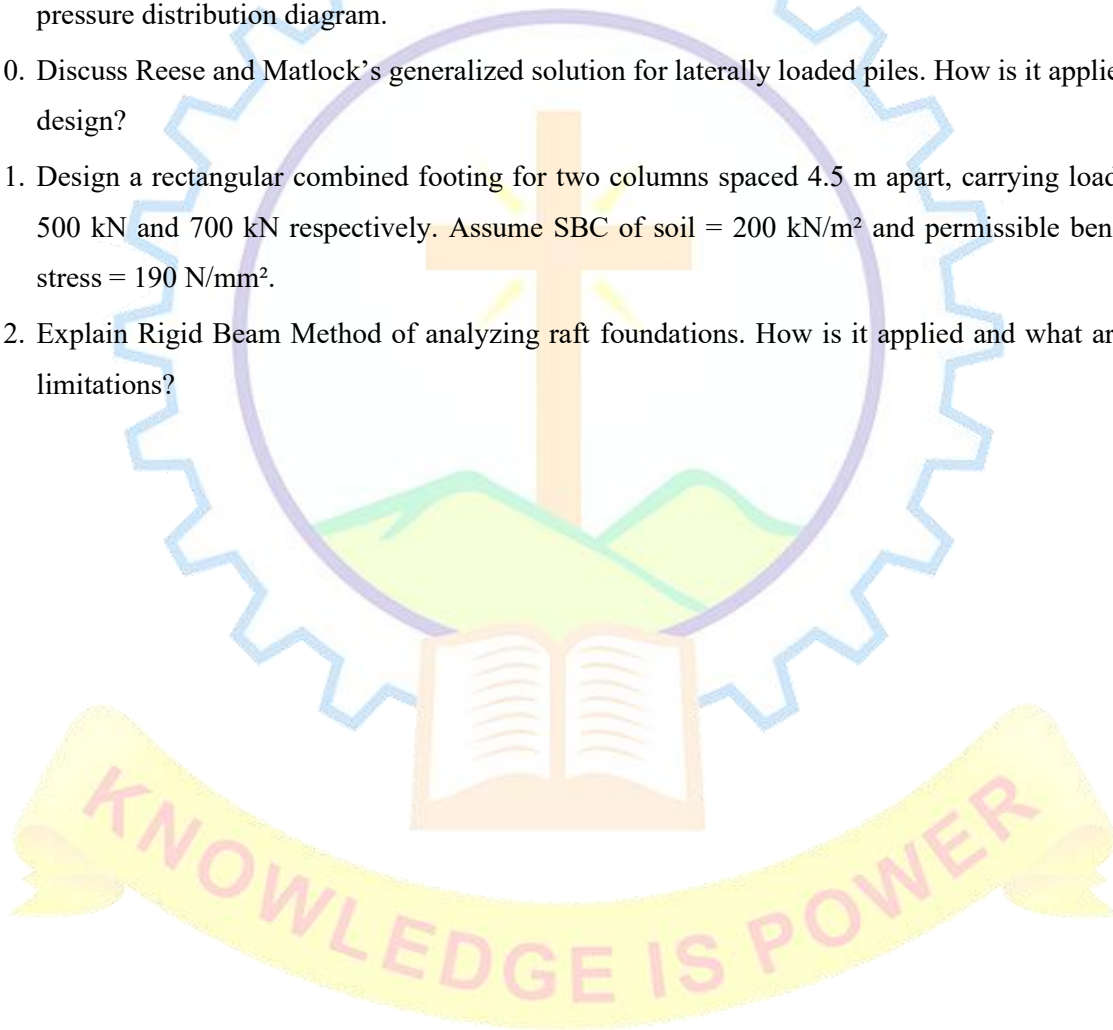 pressure distribution diagram.
0. Discuss Reese and Matlock’s generalized solution for laterally loaded piles. How is it applie
design?
1. Design a rectangular combined footing for two columns spaced 4.5 m apart, carrying load
500 kN and 700 kN respectively. Assume SBC of soil = 200 kN/m² and permissible ben
stress = 190 N/mm².
2. Explain Rigid Beam Method of analyzing raft foundations. How is it applied and what ar
limitations?
KNOWLEDGE IS POWER